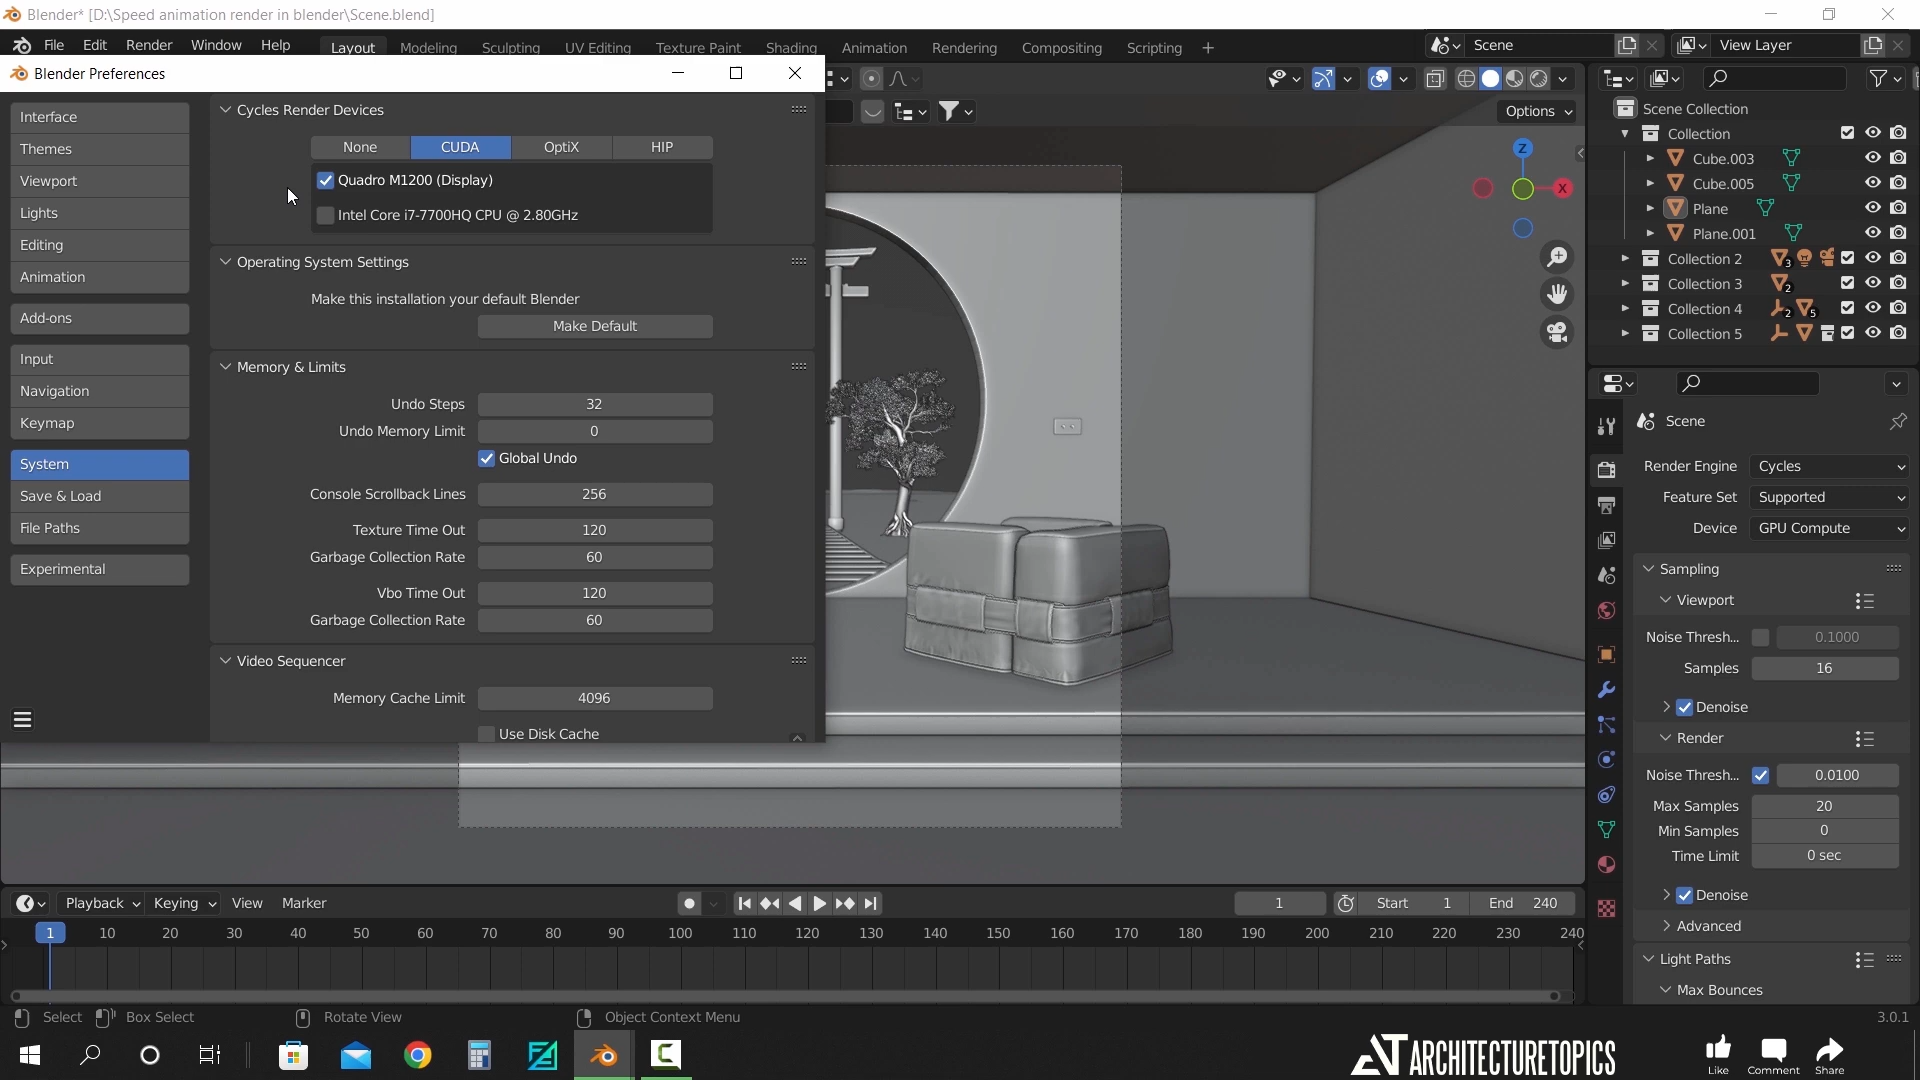 Blender* [D:\Speed animation render in blender\Scene.blend]
File Edit Render Window Help Layout Modeling Sculpting UV Editing Texture Paint Shading Animation Rendering Compositing Scripting + Scene View Layer
Blender Preferences
Options
Interface
Themes
Viewport
Lights
Editing
Animation
Add-ons
Input
Navigation
Keymap
System
Save & Load
File Paths
Experimental
Cycles Render Devices
None CUDA OptiX HIP
Quadro M1200 (Display)
Intel Core i7-7700HQ CPU @ 2.80GHz
Operating System Settings
Make this installation your default Blender
Make Default
Memory & Limits
Undo Steps 32
Undo Memory Limit 0
Global Undo
Console Scrollback Lines 256
Texture Time Out 120
Garbage Collection Rate 60
Vbo Time Out 120
Garbage Collection Rate 60
Video Sequencer
Memory Cache Limit 4096
Use Disk Cache
Z
X
Scene Collection
Collection
Cube.003
Cube.005
Plane
Plane.001
Collection 2 3
Collection 3 2
Collection 4 2 5
Collection 5
Scene
Render Engine Cycles
Feature Set Supported
Device GPU Compute
Sampling
Viewport
Noise Thresh... 0.1000
Samples 16
Denoise
Render
Noise Thresh... 0.0100
Max Samples 20
Min Samples 0
Time Limit 0 sec
Denoise
Advanced
Light Paths
Max Bounces
Playback Keying View Marker 1 Start 1 End 240
1 10 20 30 40 50 60 70 80 90 100 110 120 130 140 150 160 170 180 190 200 210 220 230 240
Select Box Select Rotate View Object Context Menu 3.0.1
AT ARCHITECTURETOPICS
Like Comment Share